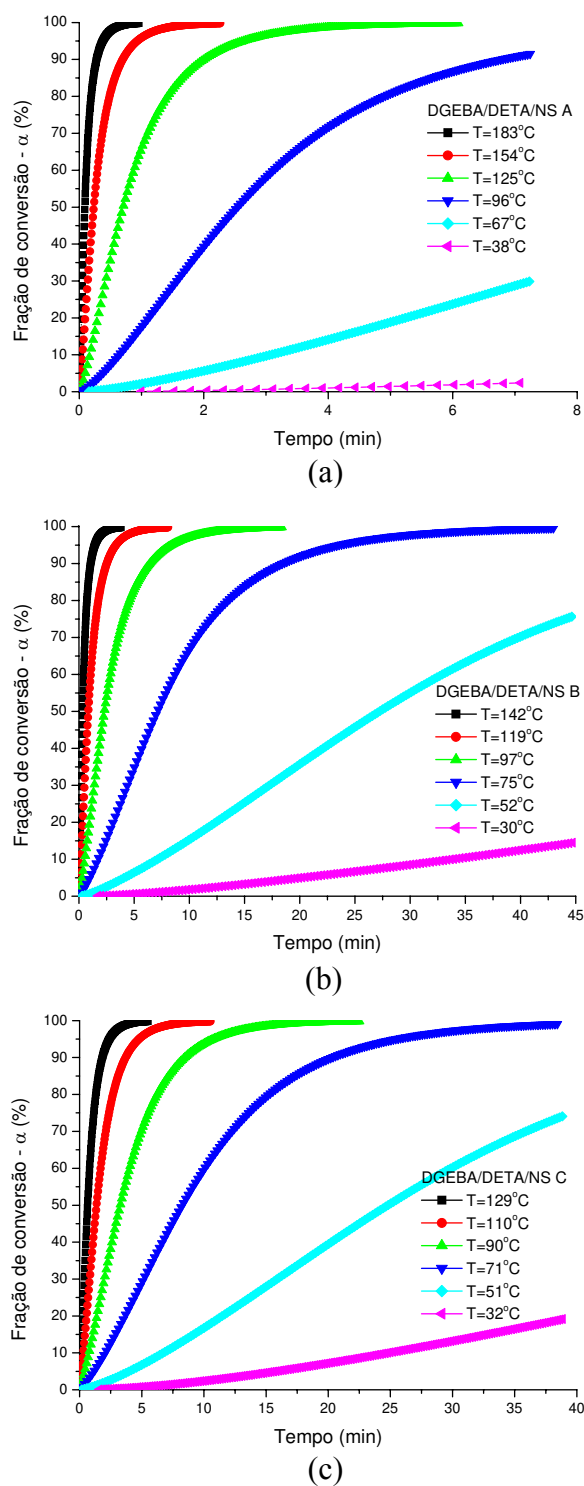 100
90
80
70
60
50
40
30
20
10
0
Fração de conversão - α (%)
DGEBA/DETA/NS A
T=183°C
T=154°C
T=125°C
T=96°C
T=67°C
T=38°C
0 2 4 6 8
Tempo (min)
(a)
100
90
80
70
60
50
40
30
20
10
0
Fração de conversão - α (%)
DGEBA/DETA/NS B
T=142°C
T=119°C
T=97°C
T=75°C
T=52°C
T=30°C
0 5 10 15 20 25 30 35 40 45
Tempo (min)
(b)
100
90
80
70
60
50
40
30
20
10
0
Fração de conversão - α (%)
DGEBA/DETA/NS C
T=129°C
T=110°C
T=90°C
T=71°C
T=51°C
T=32°C
0 5 10 15 20 25 30 35 40
Tempo (min)
(c)